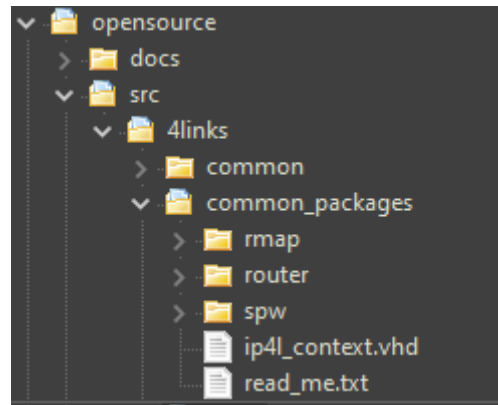 opensource
docs
src
4links
common
common_packages
rmap
router
spw
ip4l_context.vhd
read_me.txt